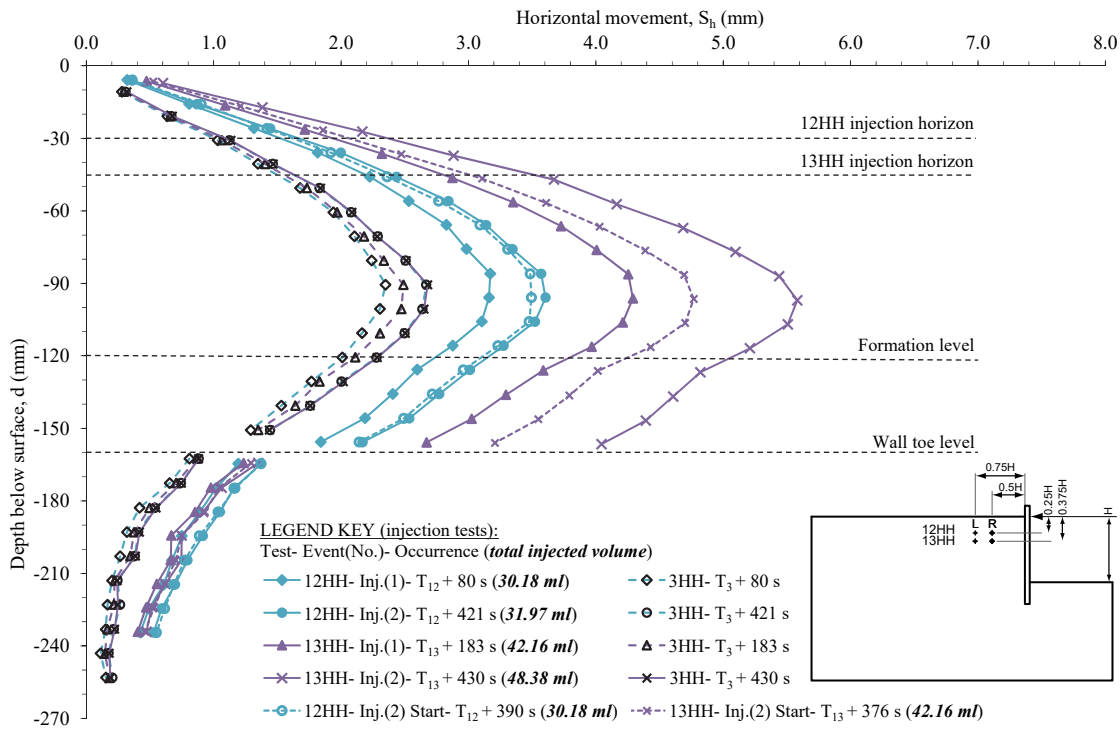 Horizontal movement, Sh (mm)
0.0 1.0 2.0 3.0 4.0 5.0 6.0 7.0 8.0
Depth below surface, d (mm)
0
-30
-60
-90
-120
-150
-180
-210
-240
-270
12HH injection horizon
13HH injection horizon
Formation level
Wall toe level
LEGEND KEY (injection tests):
Test- Event(No.)- Occurrence (total injected volume)
12HH- Inj.(1)- T12 + 80 s (30.18 ml) 3HH- T3 + 80 s
12HH- Inj.(2)- T12 + 421 s (31.97 ml) 3HH- T3 + 421 s
13HH- Inj.(1)- T13 + 183 s (42.16 ml) 3HH- T3 + 183 s
13HH- Inj.(2)- T13 + 430 s (48.38 ml) 3HH- T3 + 430 s
12HH- Inj.(2) Start- T12 + 390 s (30.18 ml) 13HH- Inj.(2) Start- T13 + 376 s (42.16 ml)
0.75H
0.5H
0.25H
0.375H
H
L R
12HH
13HH